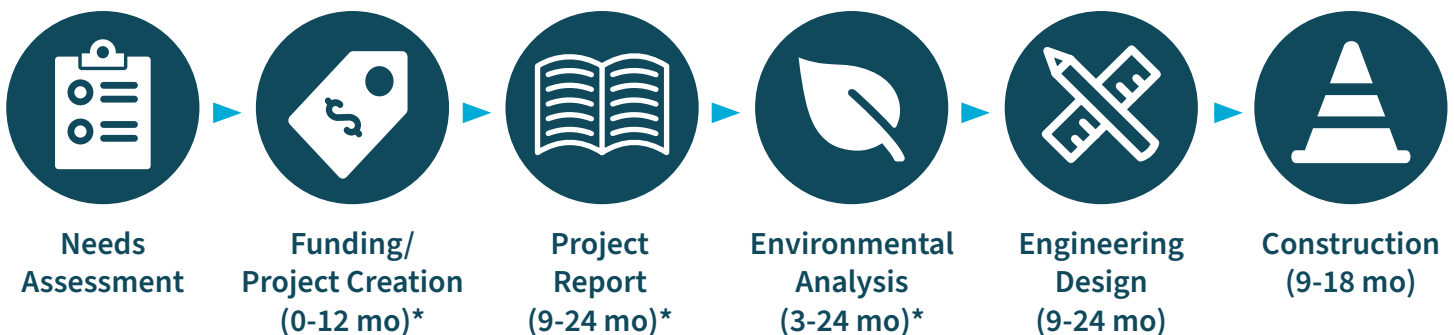 Needs
Assessment
Funding/
Project Creation
(0-12 mo)*
Project
Report
(9-24 mo)*
Environmental
Analysis
(3-24 mo)*
Engineering
Design
(9-24 mo)
Construction
(9-18 mo)